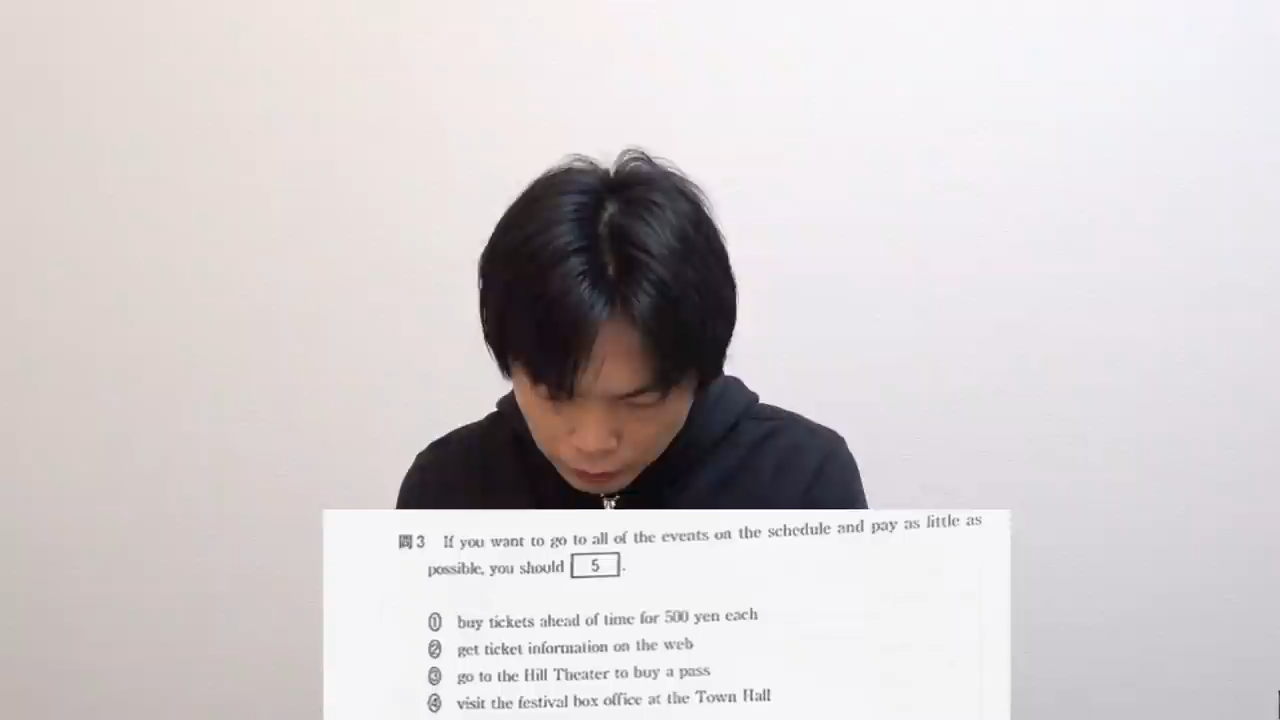 問3 If you want to go to all of the events on the schedule and pay as little as
possible, you should 5 .
① buy tickets ahead of time for 500 yen each
② get ticket information on the web
③ go to the Hill Theater to buy a pass
④ visit the festival box office at the Town Hall